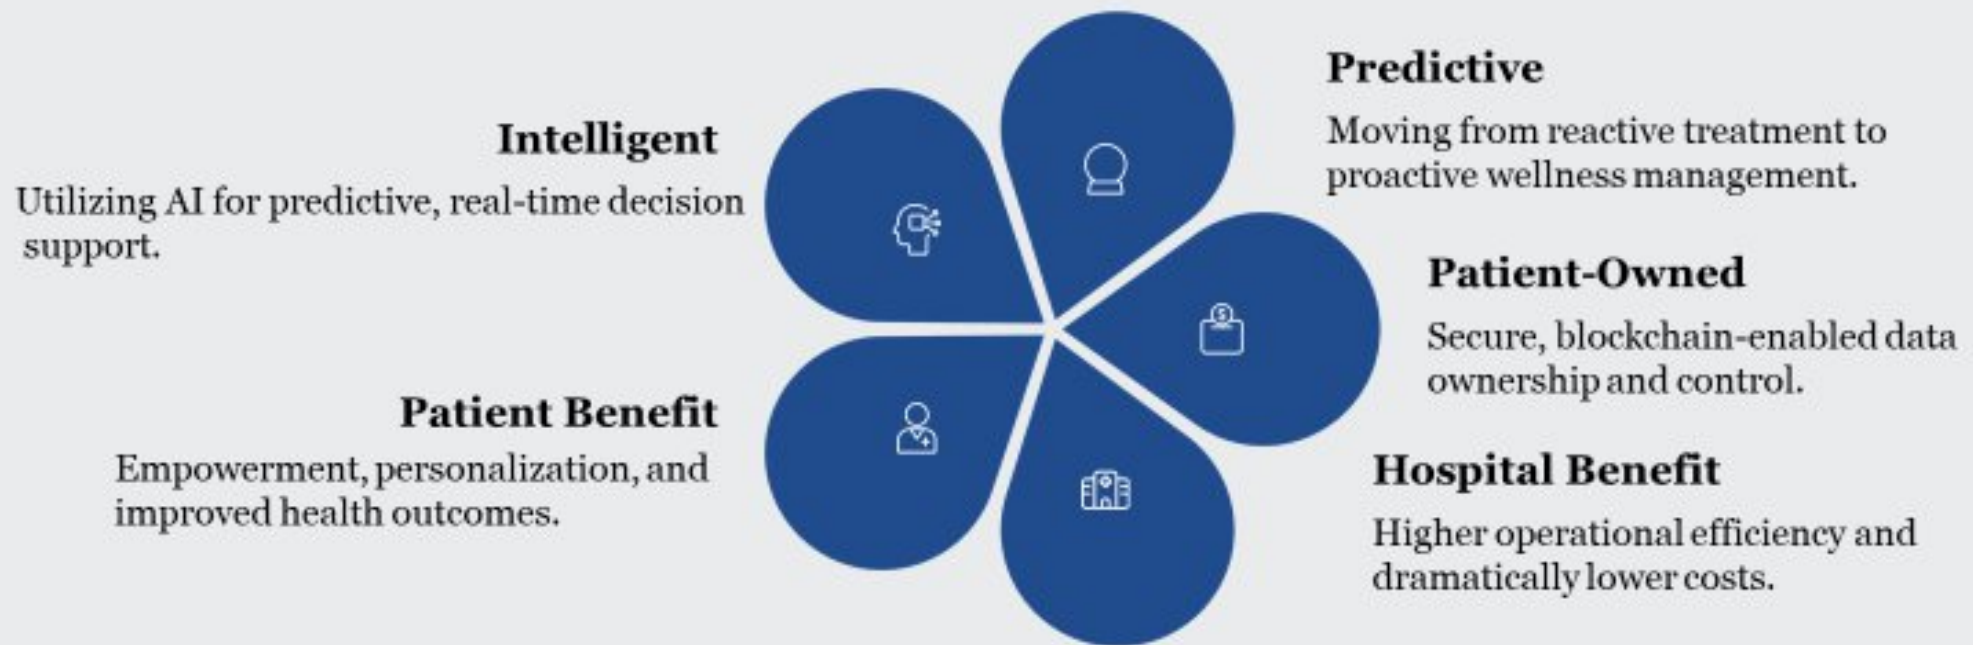 Intelligent
Utilizing AI for predictive, real-time decision
support.
Patient Benefit
Empowerment, personalization, and
improved health outcomes.
Predictive
Moving from reactive treatment to
proactive wellness management.
Patient-Owned
Secure, blockchain-enabled data
ownership and control.
Hospital Benefit
Higher operational efficiency and
dramatically lower costs.